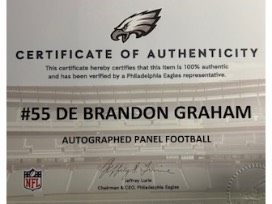 CERTIFICATE OF AUTHENTICITY
This certificate hereby certifies that this item is 100% authentic
and has been verified by a Philadelphia Eagles representative.
#55 DE BRANDON GRAHAM
AUTOGRAPHED PANEL FOOTBALL
Jeffrey Lurie
Chairman & CEO, Philadelphia Eagles
NFL